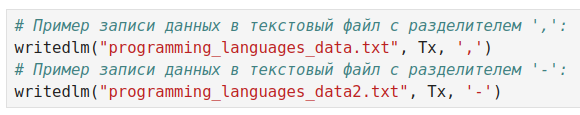 # Пример записи данных в текстовый файл с разделителем ',':
writedlm("programming_languages_data.txt", Tx, ',')
# Пример записи данных в текстовый файл с разделителем '-':
writedlm("programming_languages_data2.txt", Tx, '-')